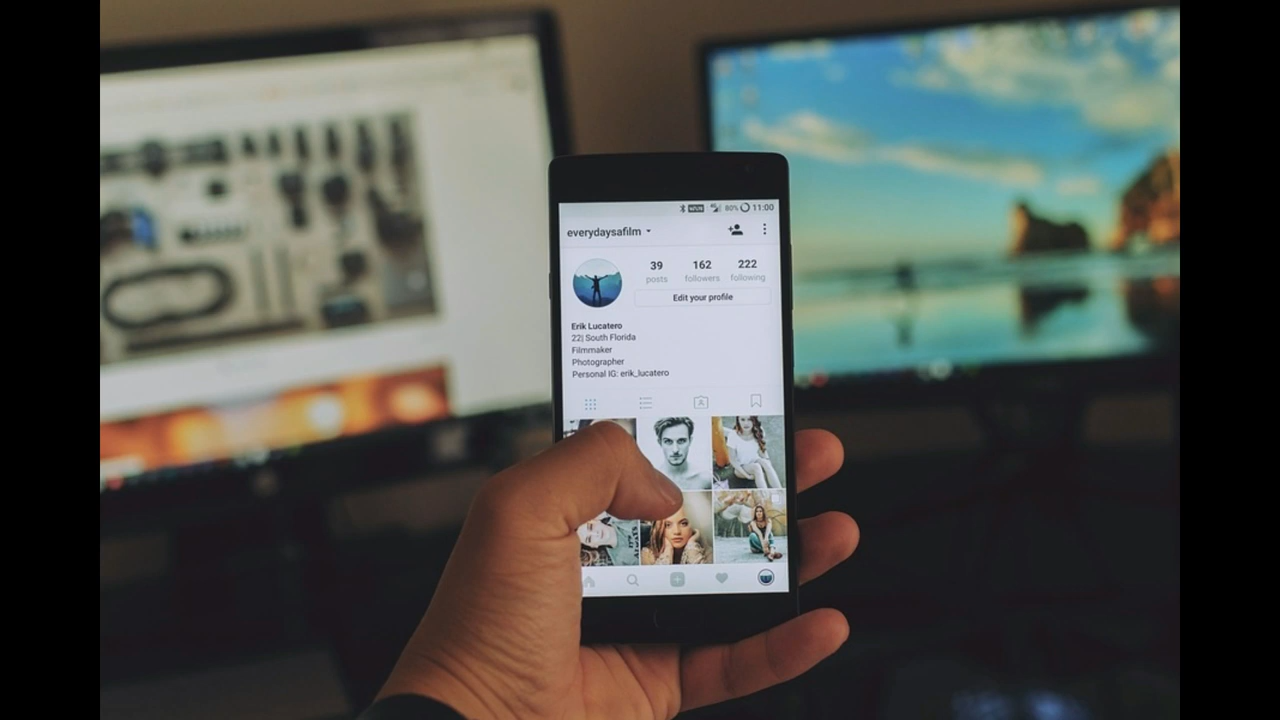 80% 11:00
everydaysafilm
39 162 222
posts followers following
Edit your profile
Erik Lucatero
22| South Florida
Filmmaker
Photographer
Personal IG: erik_lucatero